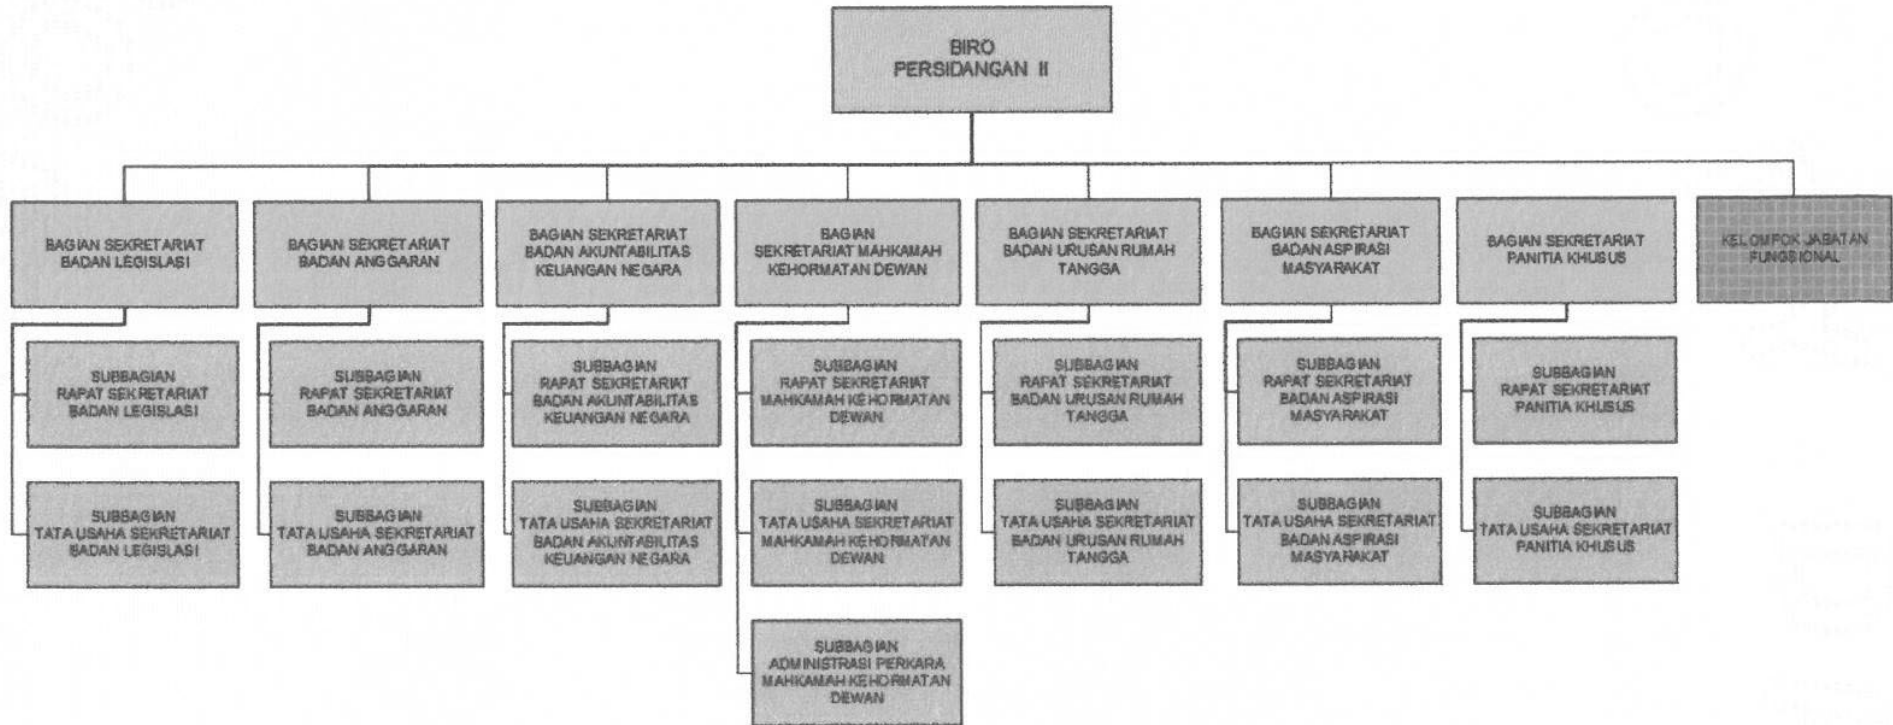 BIRO
PERSIDANGAN II
BAGIAN SEKRETARIAT
BADAN LEGISLASI
BAGIAN SEKRETARIAT
BADAN ANGGARAN
BAGIAN SEKRETARIAT
BADAN AKUNTABILITAS
KEUANGAN NEGARA
BAGIAN
SEKRETARIAT MAHKAMAH
KEHORMATAN DEWAN
BAGIAN SEKRETARIAT
BADAN URUSAN RUMAH
TANGGA
BAGIAN SEKRETARIAT
BADAN ASPIRASI
MASYARAKAT
BAGIAN SEKRETARIAT
PANITIA KHUSUS
KELOMPOK JABATAN
FUNGSIONAL
SUBBAGIAN
RAPAT SEKRETARIAT
BADAN LEGISLASI
SUBBAGIAN
RAPAT SEKRETARIAT
BADAN ANGGARAN
SUBBAGIAN
RAPAT SEKRETARIAT
BADAN AKUNTABILITAS
KEUANGAN NEGARA
SUBBAGIAN
RAPAT SEKRETARIAT
MAHKAMAH KEHORMATAN
DEWAN
SUBBAGIAN
RAPAT SEKRETARIAT
BADAN URUSAN RUMAH
TANGGA
SUBBAGIAN
RAPAT SEKRETARIAT
BADAN ASPIRASI
MASYARAKAT
SUBBAGIAN
RAPAT SEKRETARIAT
PANITIA KHUSUS
SUBBAGIAN
TATA USAHA SEKRETARIAT
BADAN LEGISLASI
SUBBAGIAN
TATA USAHA SEKRETARIAT
BADAN ANGGARAN
SUBBAGIAN
TATA USAHA SEKRETARIAT
BADAN AKUNTABILITAS
KEUANGAN NEGARA
SUBBAGIAN
TATA USAHA SEKRETARIAT
MAHKAMAH KEHORMATAN
DEWAN
SUBBAGIAN
TATA USAHA SEKRETARIAT
BADAN URUSAN RUMAH
TANGGA
SUBBAGIAN
TATA USAHA SEKRETARIAT
BADAN ASPIRASI
MASYARAKAT
SUBBAGIAN
TATA USAHA SEKRETARIAT
PANITIA KHUSUS
SUBBAGIAN
ADMINISTRASI PERKARA
MAHKAMAH KEHORMATAN
DEWAN